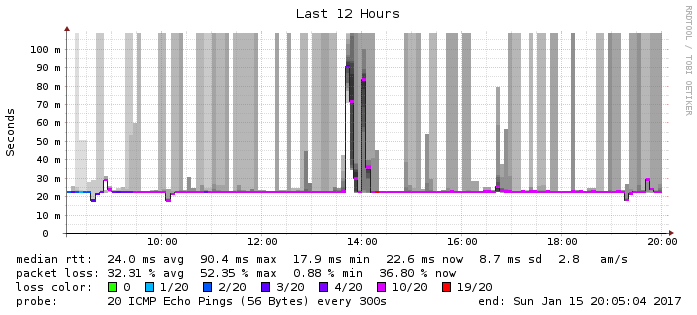 Last 12 Hours
RRDTOOL / TOBI OETIKER
Seconds
100 m
90 m
80 m
70 m
60 m
50 m
40 m
30 m
20 m
10 m
0
10:00 12:00 14:00 16:00 18:00 20:00
median rtt: 24.0 ms avg 90.4 ms max 17.9 ms min 22.6 ms now 8.7 ms sd 2.8 am/s
packet loss: 32.31 % avg 52.35 % max 0.88 % min 36.80 % now
loss color: 0 1/20 2/20 3/20 4/20 10/20 19/20
probe: 20 ICMP Echo Pings (56 Bytes) every 300s end: Sun Jan 15 20:05:04 2017